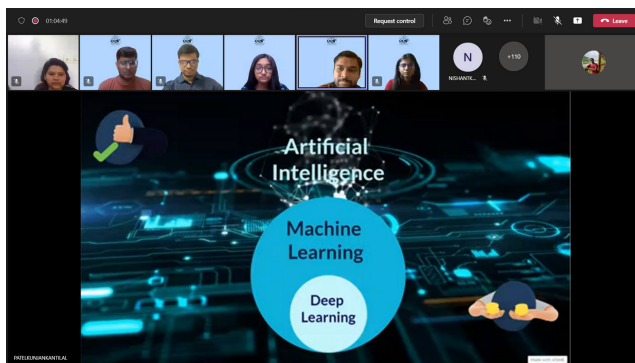 01:04:49
Request control
Leave
N
+110
NISHANTK...
Artificial
Intelligence
Machine
Learning
Deep
Learning
PATELKUNJANKANTILAL